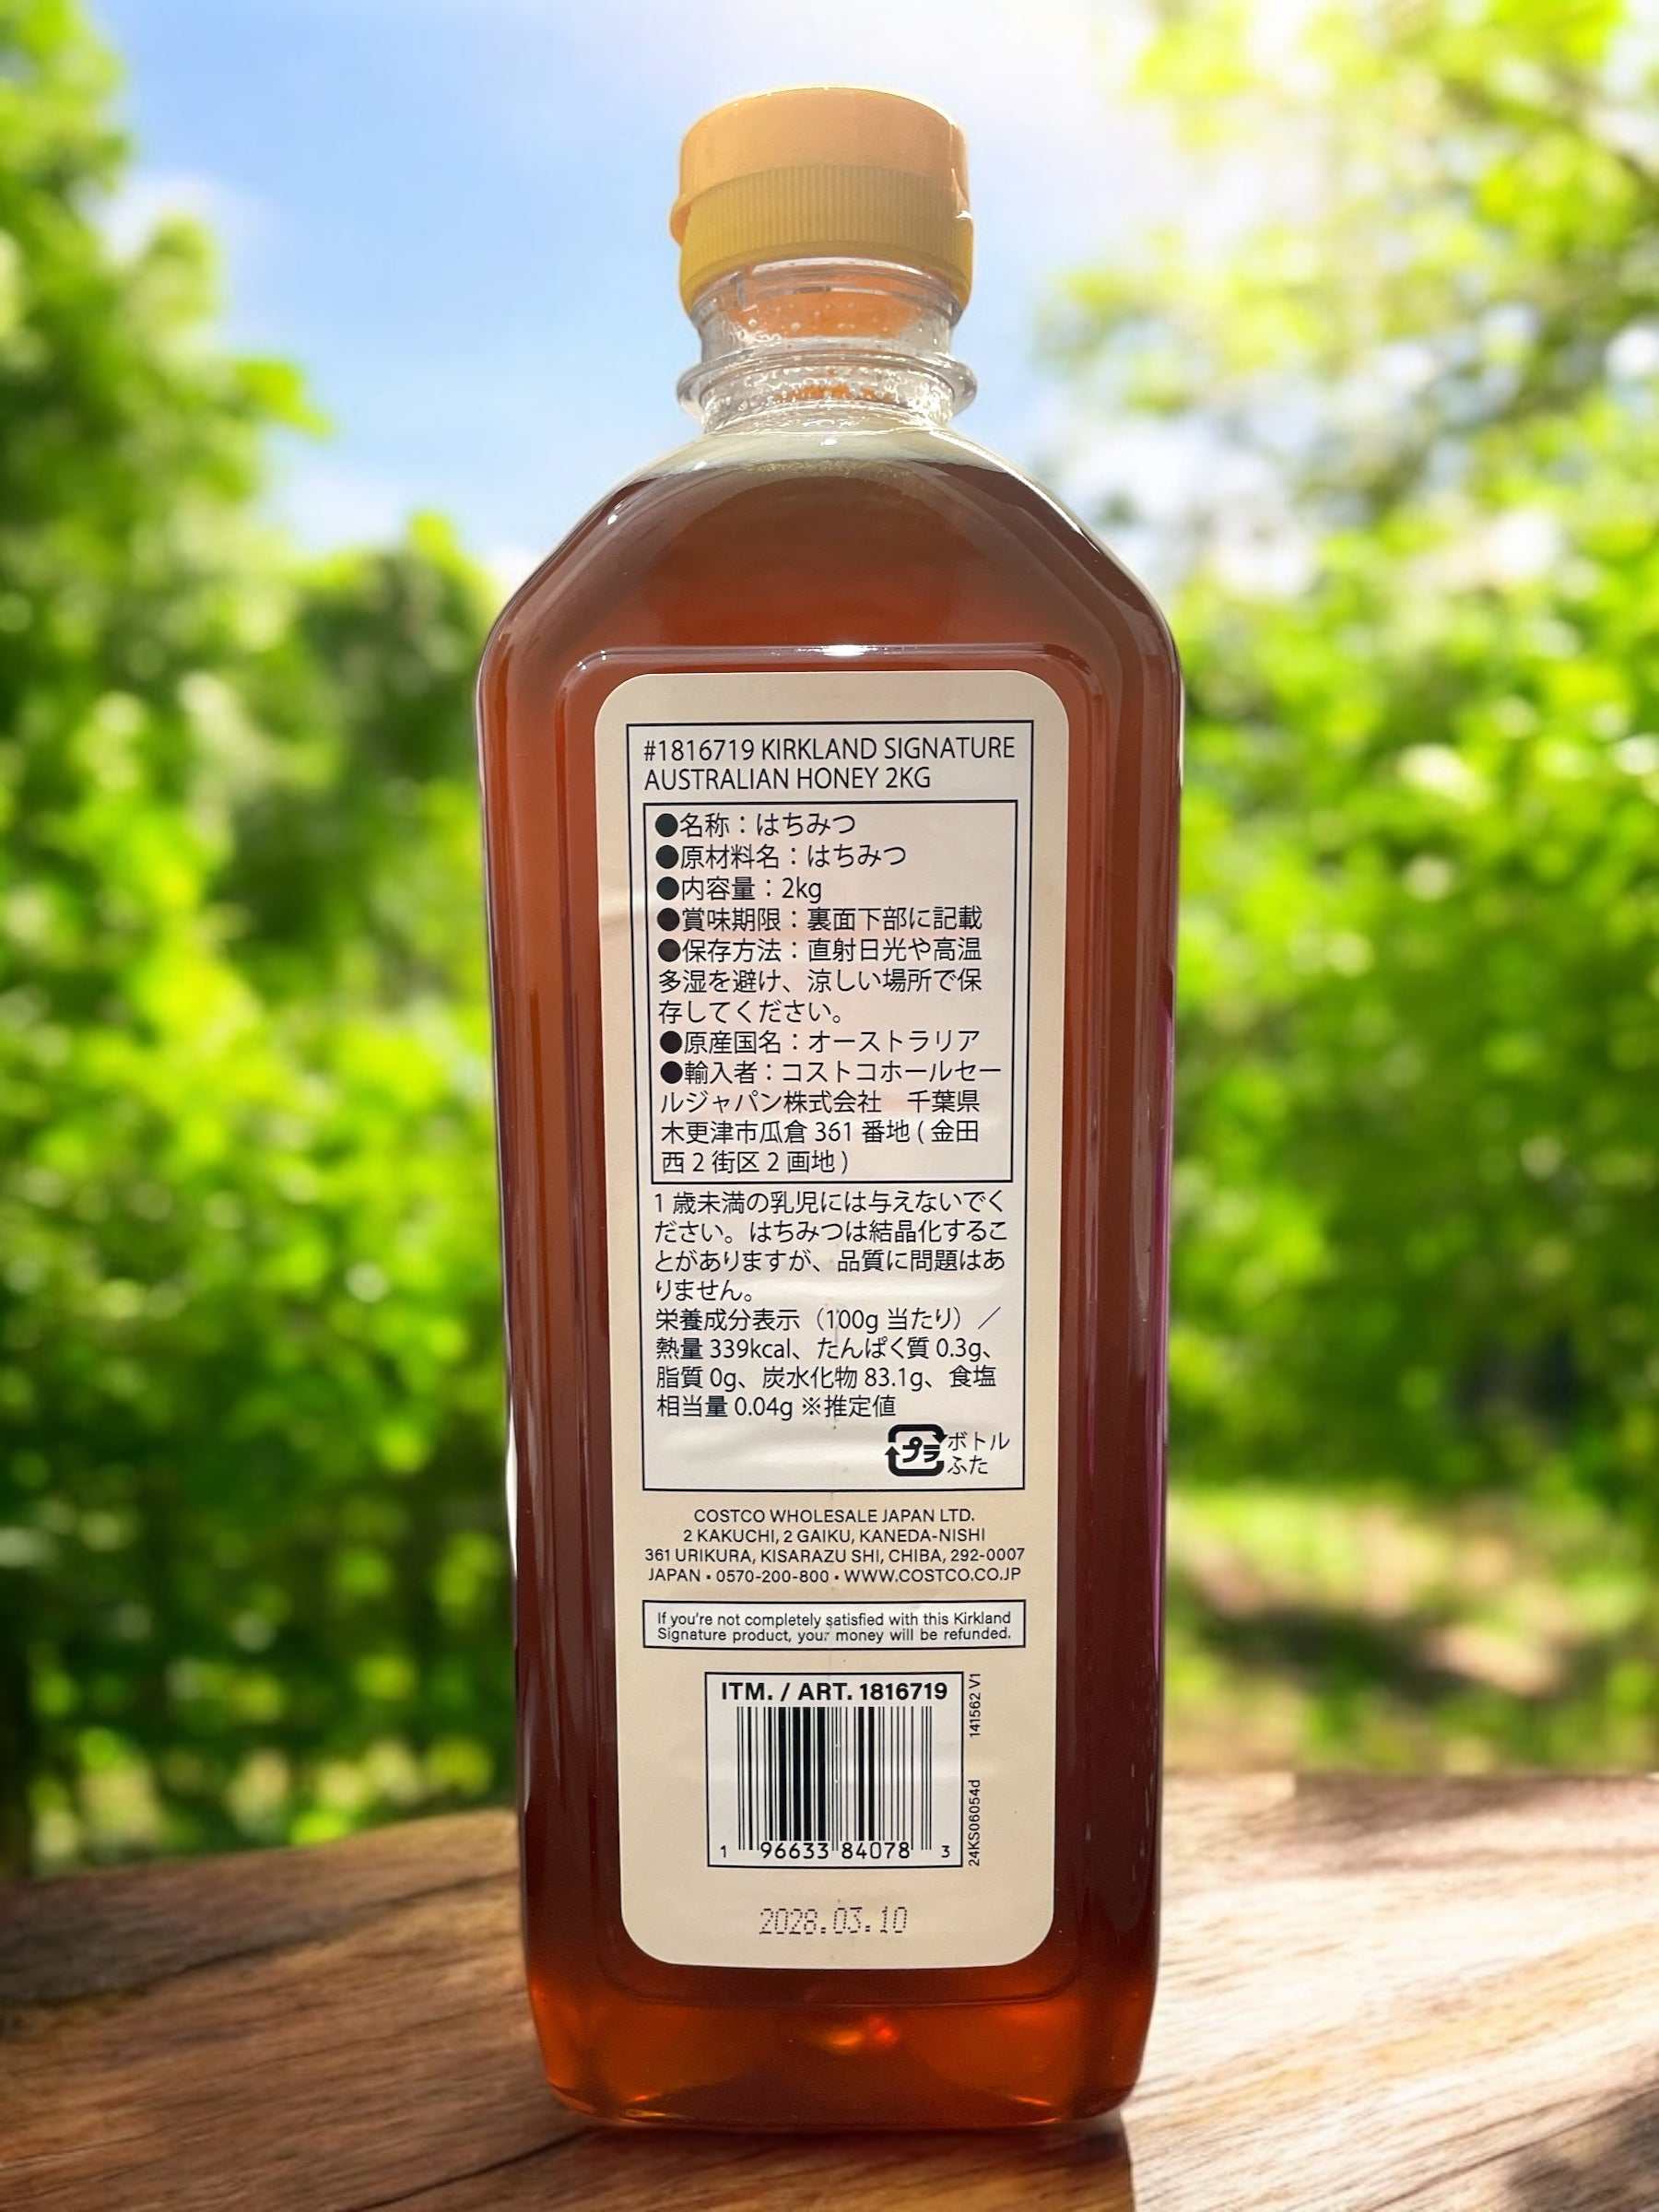 #1816719 KIRKLAND SIGNATURE
AUSTRALIAN HONEY 2KG
●名称：はちみつ
●原材料名：はちみつ
●内容量：2kg
●賞味期限：裏面下部に記載
●保存方法：直射日光や高温
多湿を避け、涼しい場所で保
存してください。
●原産国名：オーストラリア
●輸入者：コストコホールセー
ルジャパン株式会社　千葉県
木更津市瓜倉 361 番地 ( 金田
西 2 街区 2 画地 )
1 歳未満の乳児には与えないでく
ださい。はちみつは結晶化するこ
とがありますが、品質に問題はあ
りません。
栄養成分表示（100g 当たり）／
熱量 339kcal、たんぱく質 0.3g、
脂質 0g、炭水化物 83.1g、食塩
相当量 0.04g ※推定値
プラ ボトル
ふた
COSTCO WHOLESALE JAPAN LTD.
2 KAKUCHI, 2 GAIKU, KANEDA-NISHI
361 URIKURA, KISARAZU SHI, CHIBA, 292-0007
JAPAN • 0570-200-800 • WWW.COSTCO.CO.JP
If you're not completely satisfied with this Kirkland
Signature product, your money will be refunded.
ITM. / ART. 1816719
1 96633 84078 3
141562 V1
24KS06054d
2028.03.10